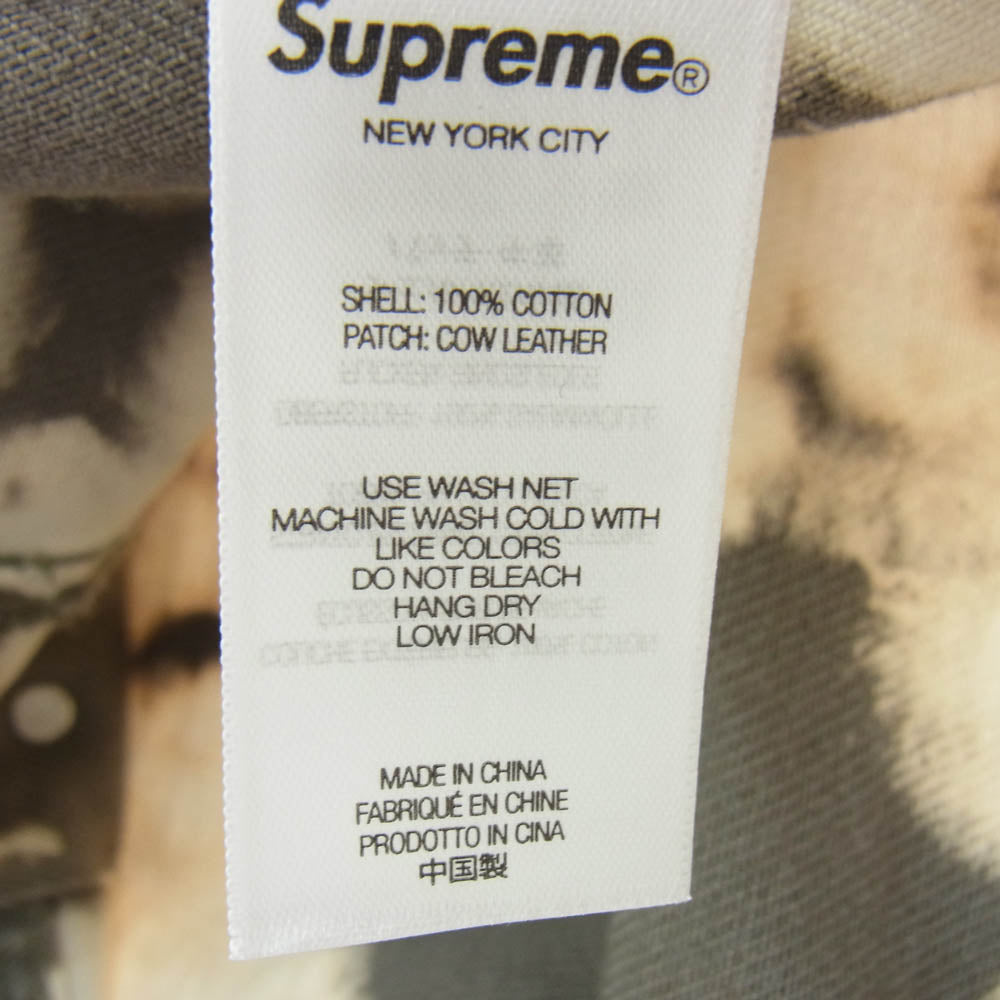 Supreme®
NEW YORK CITY
SHELL: 100% COTTON
PATCH: COW LEATHER
USE WASH NET
MACHINE WASH COLD WITH
LIKE COLORS
DO NOT BLEACH
HANG DRY
LOW IRON
MADE IN CHINA
FABRIQUÉ EN CHINE
PRODOTTO IN CINA
中国製